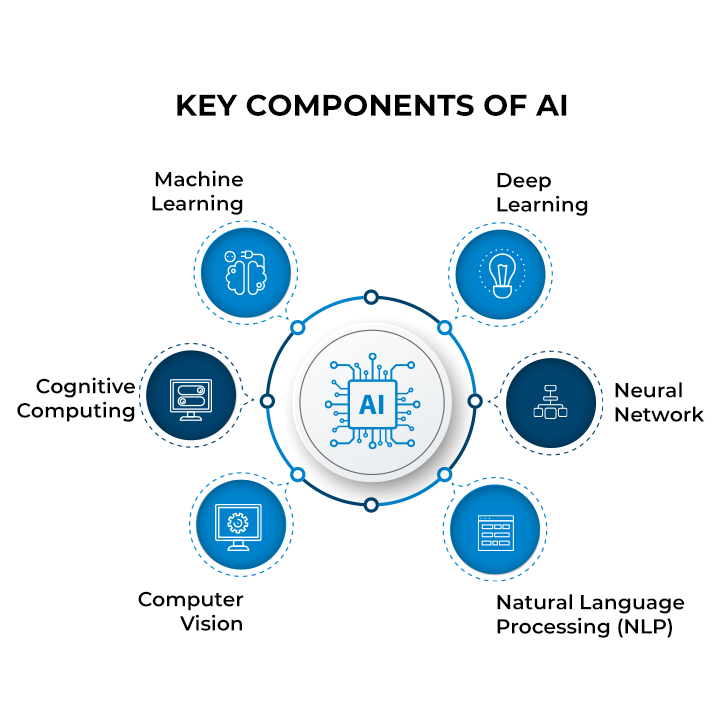 KEY COMPONENTS OF AI
Machine
Learning
Deep
Learning
Cognitive
Computing
AI
Neural
Network
Computer
Vision
Natural Language
Processing (NLP)